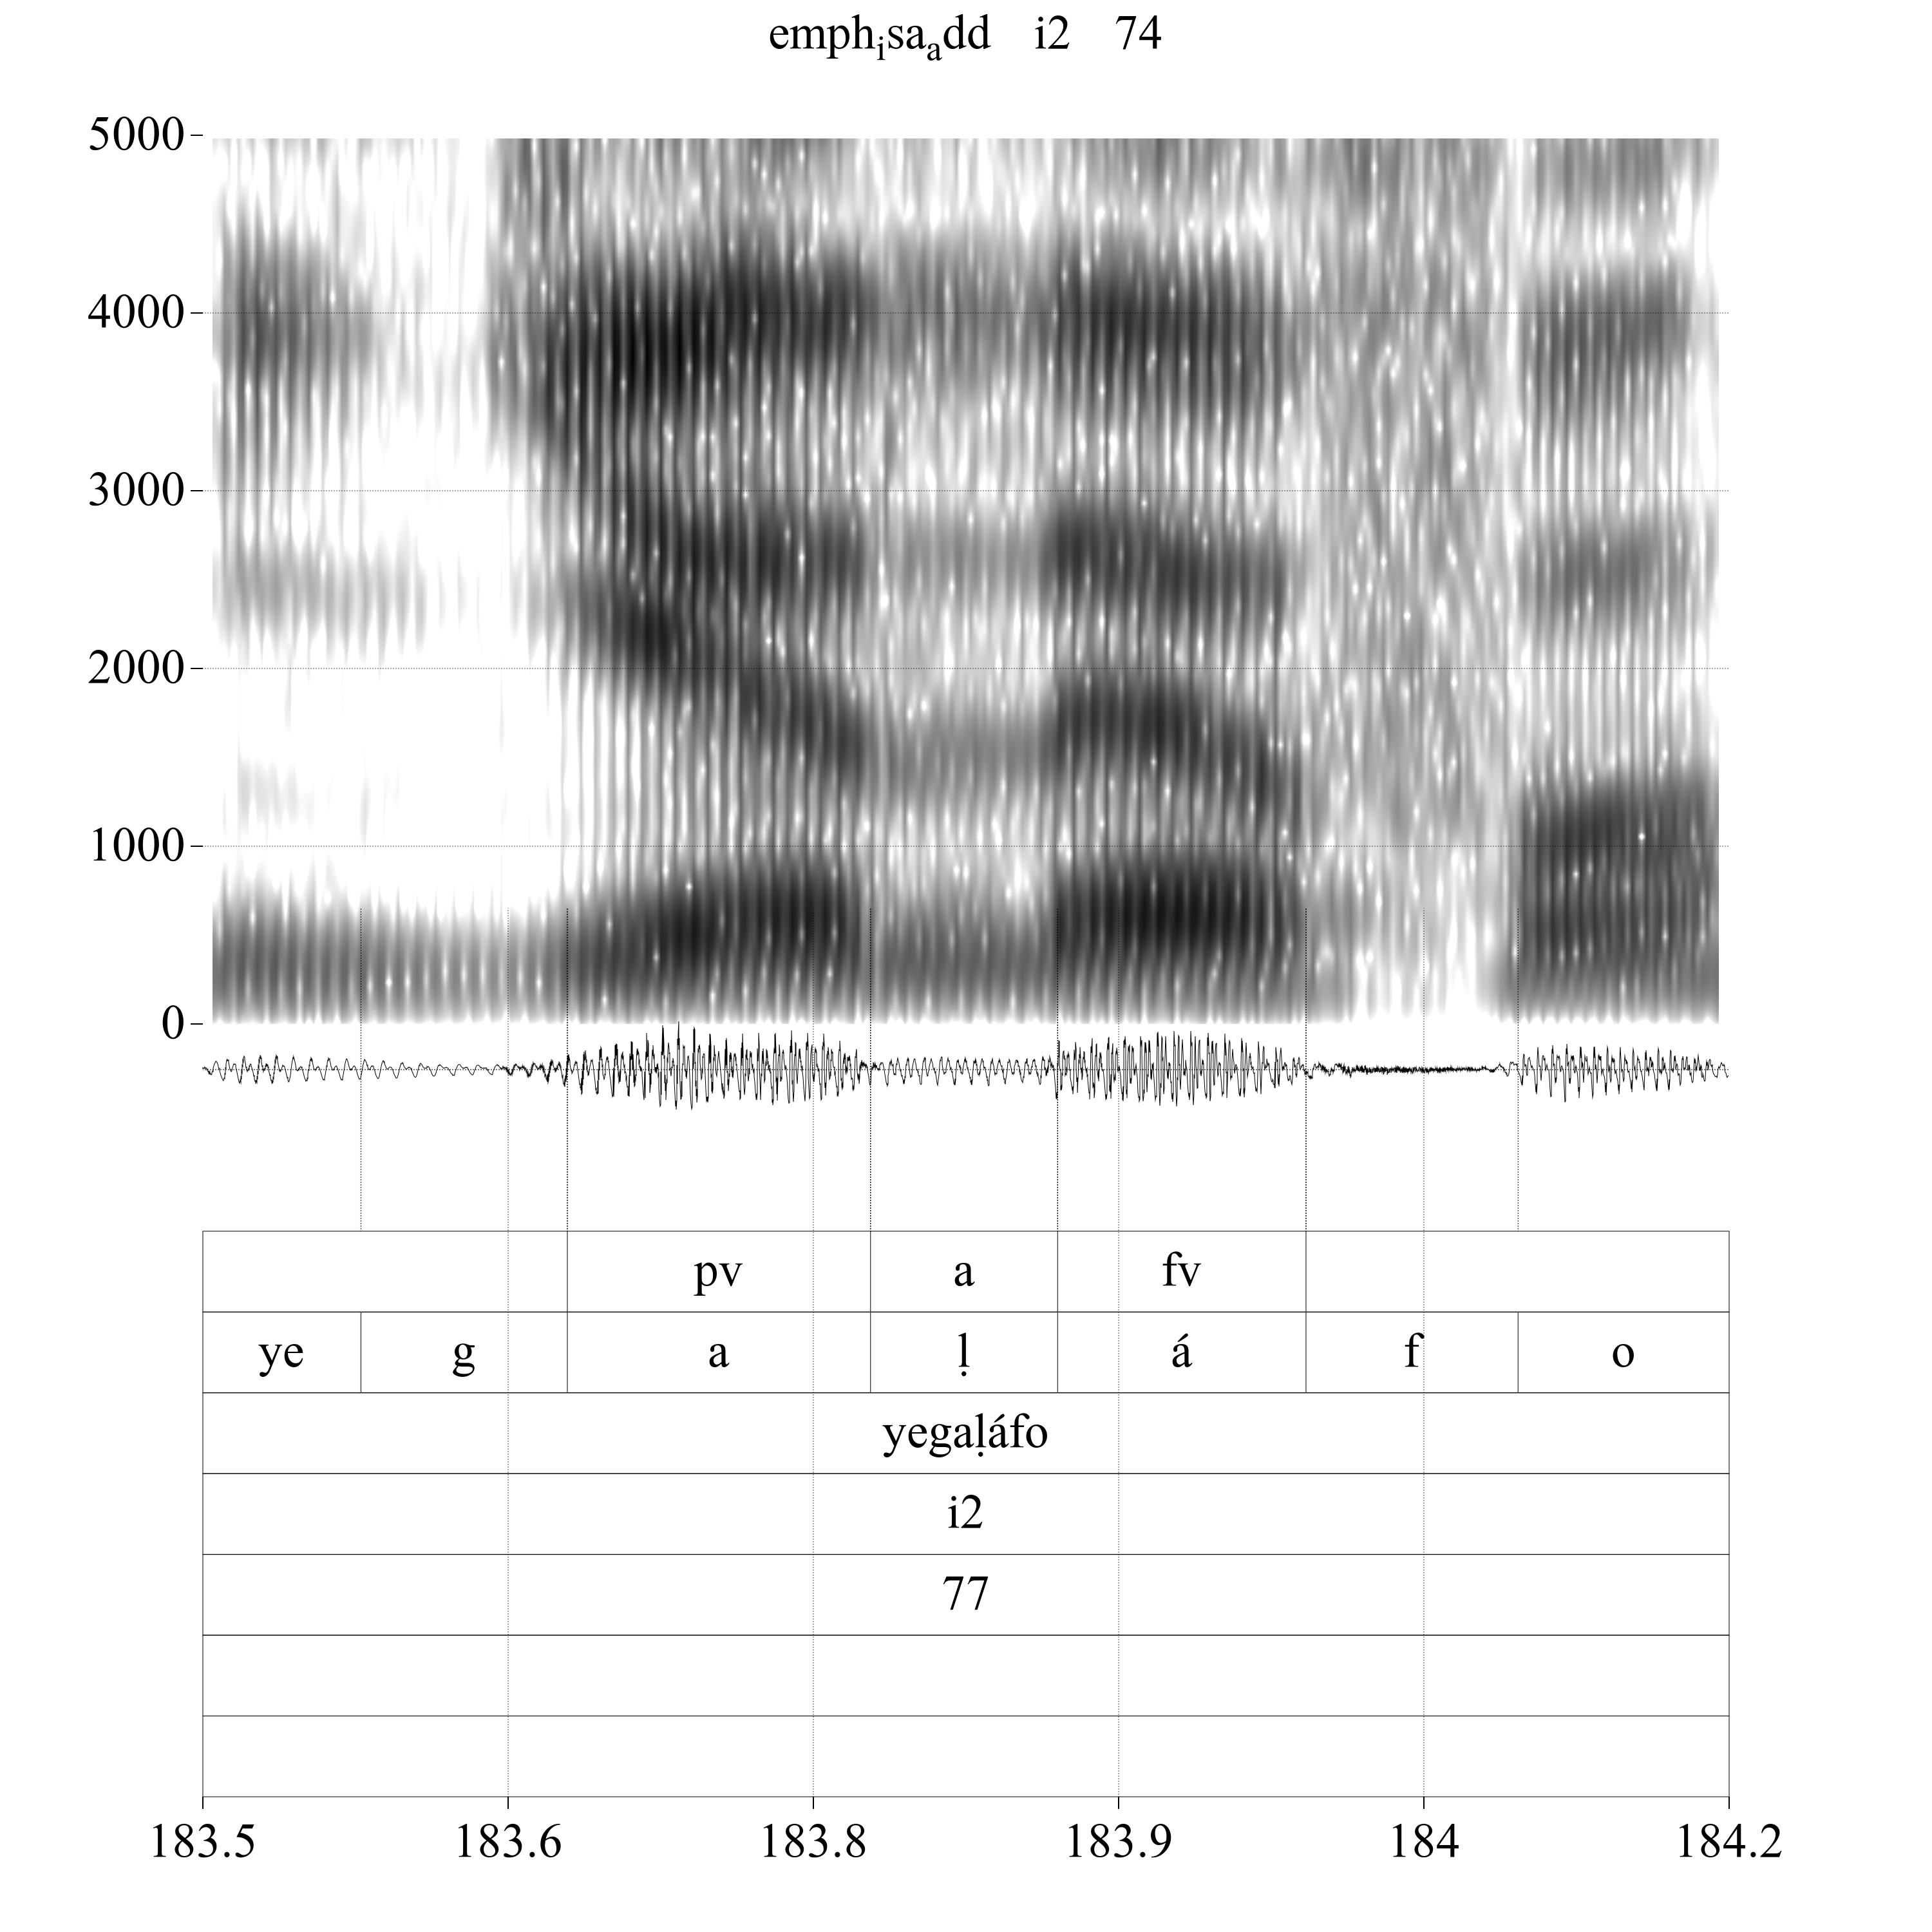 emphᵢsaₐdd i2 74
5000
4000
3000
2000
1000
0
pv a fv
ye g a ḷ á f o
yegaḷáfo
i2
77
183.5 183.6 183.8 183.9 184 184.2